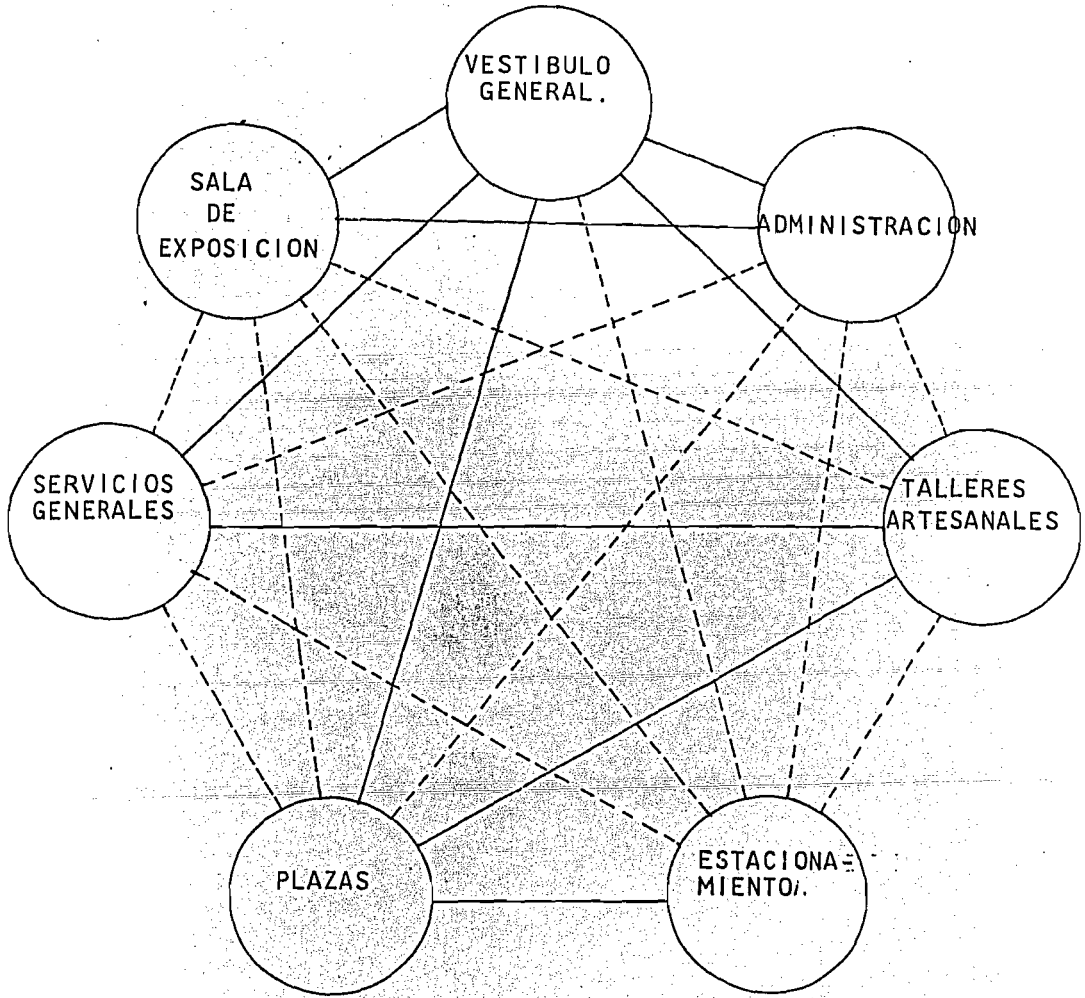 VESTIBULO
GENERAL.
SALA
DE
EXPOSICION
ADMINISTRACION
SERVICIOS
GENERALES
TALLERES
ARTESANALES
PLAZAS
ESTACIONA-
MIENTO.